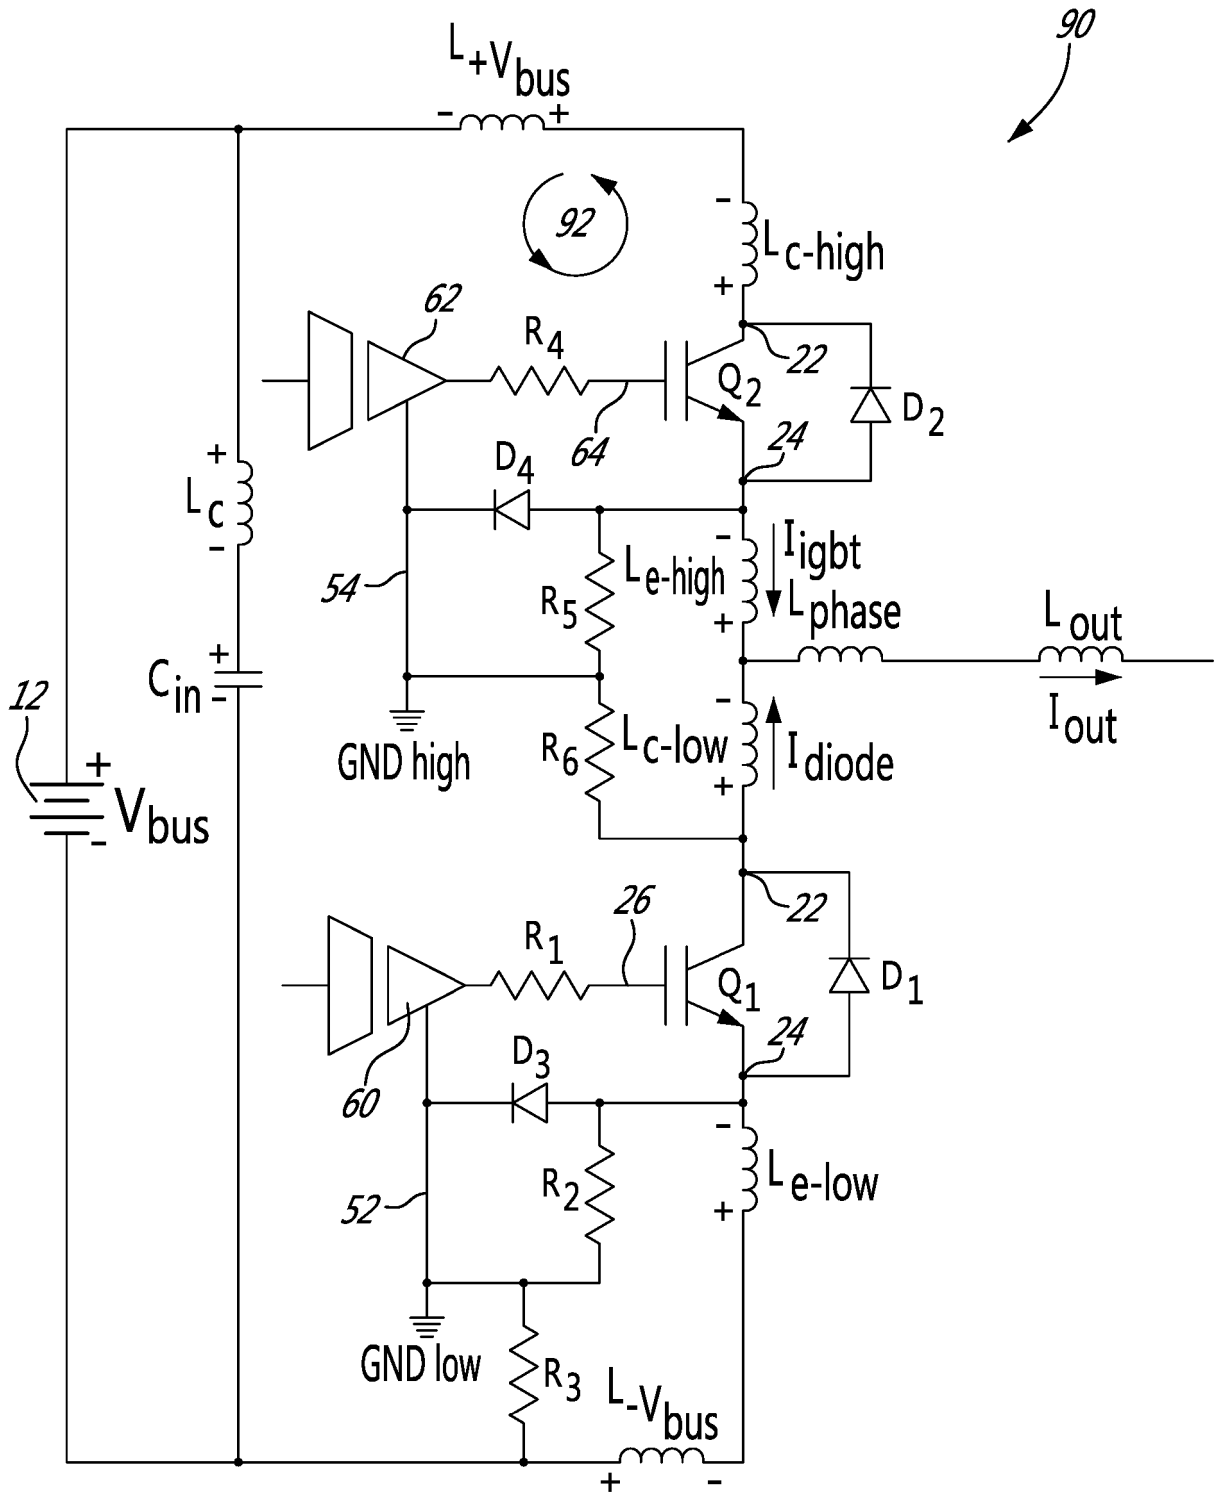 90
L+Vbus
- +
92
-
Lc-high
+
62
R4
22
Q2
D2
64
24
D4
+
Lc
-
54
R5
Le-high
-
+
Iigbt
Lphase
Lout
Iout
+
Cin
-
12
+
Vbus
-
GND high
R6
Lc-low
-
+
Idiode
22
26
R1
Q1
D1
24
D3
60
52
R2
-
Le-low
+
GND low
R3
L-Vbus
+ -